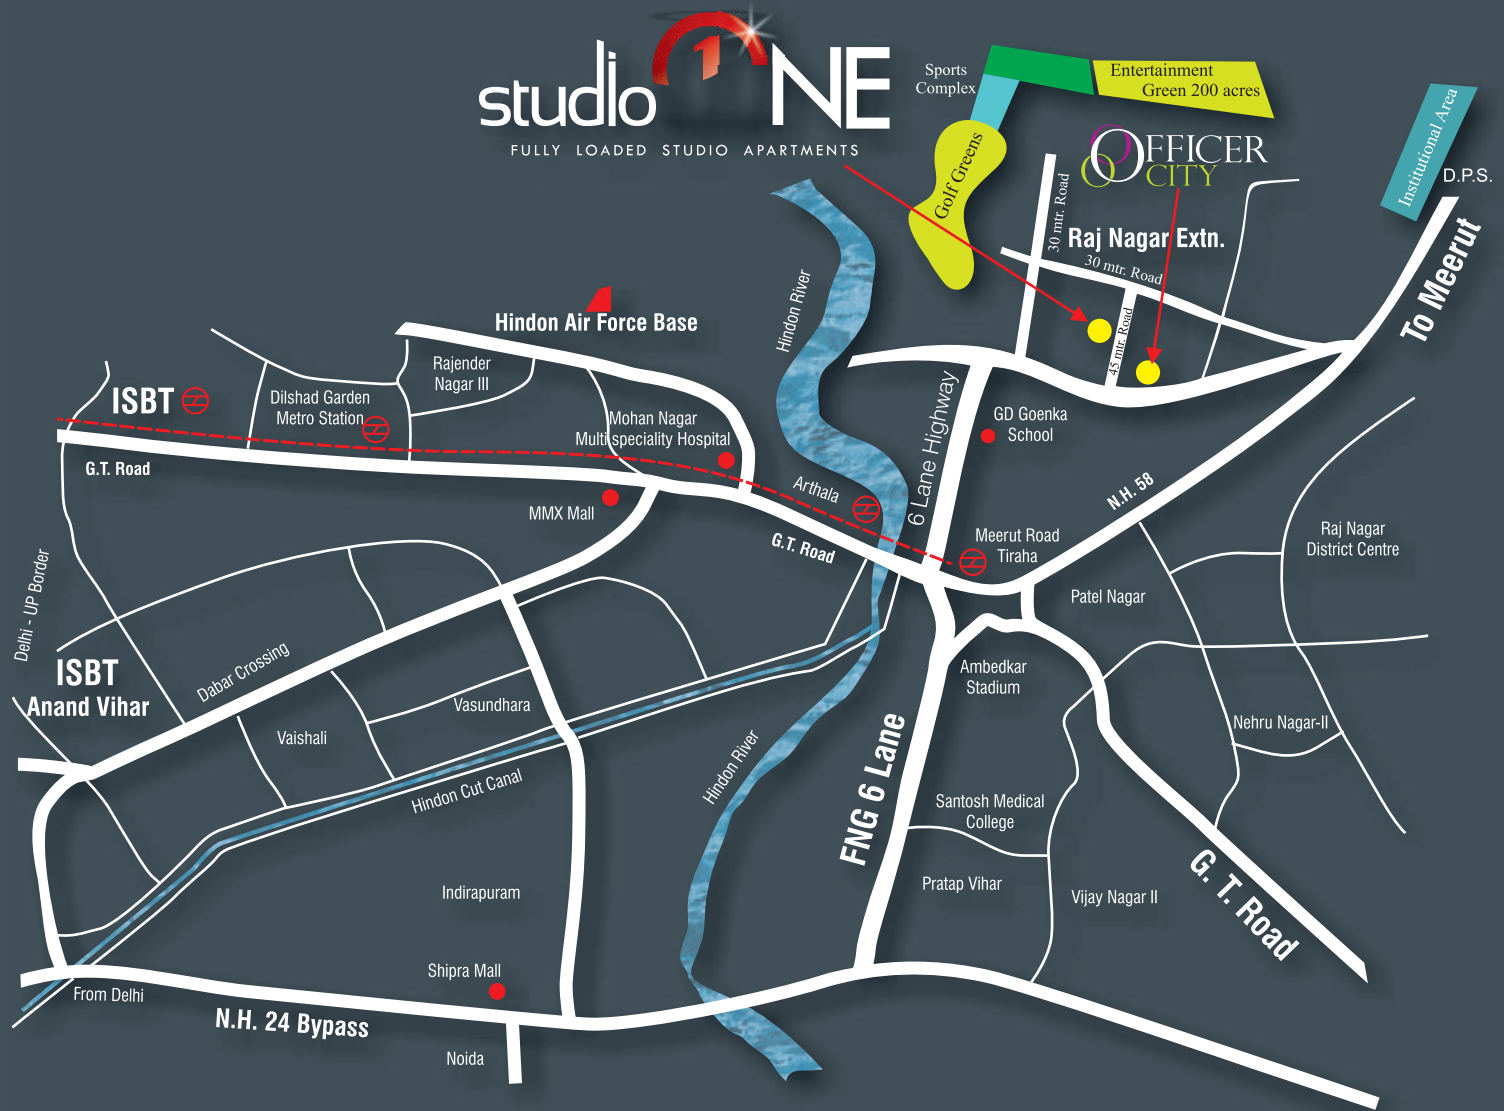 studio 1NE
FULLY LOADED STUDIO APARTMENTS
Sports
Complex
Entertainment
Green 200 acres
Golf Greens
OFFICER
CITY
Institutional Area
D.P.S.
30 mtr. Road
Raj Nagar Extn.
30 mtr. Road
45 mtr. Road
To Meerut
Hindon River
Hindon Air Force Base
Rajender
Nagar III
ISBT
Dilshad Garden
Metro Station
Mohan Nagar
Multi speciality Hospital
G.T. Road
MMX Mall
Arthala
G.T. Road
6 Lane Highway
GD Goenka
School
N.H. 58
Meerut Road
Tiraha
Raj Nagar
District Centre
Patel Nagar
Delhi - UP Border
ISBT
Anand Vihar
Dabar Crossing
Vaishali
Vasundhara
Hindon Cut Canal
Hindon River
Ambedkar
Stadium
FNG 6 Lane
Nehru Nagar-II
Santosh Medical
College
Pratap Vihar
Vijay Nagar II
G. T. Road
Indirapuram
Shipra Mall
From Delhi
N.H. 24 Bypass
Noida